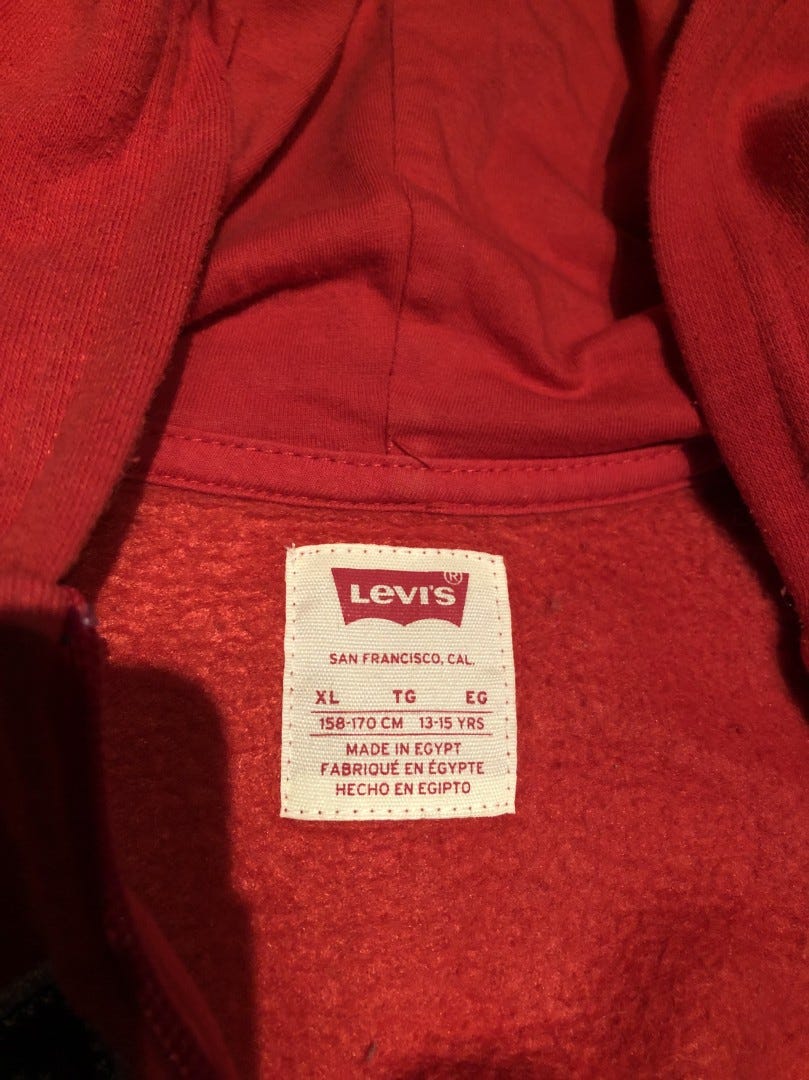 LEVI'S®
SAN FRANCISCO, CAL.
XL TG EG
158-170 CM 13-15 YRS
MADE IN EGYPT
FABRIQUÉ EN ÉGYPTE
HECHO EN EGIPTO